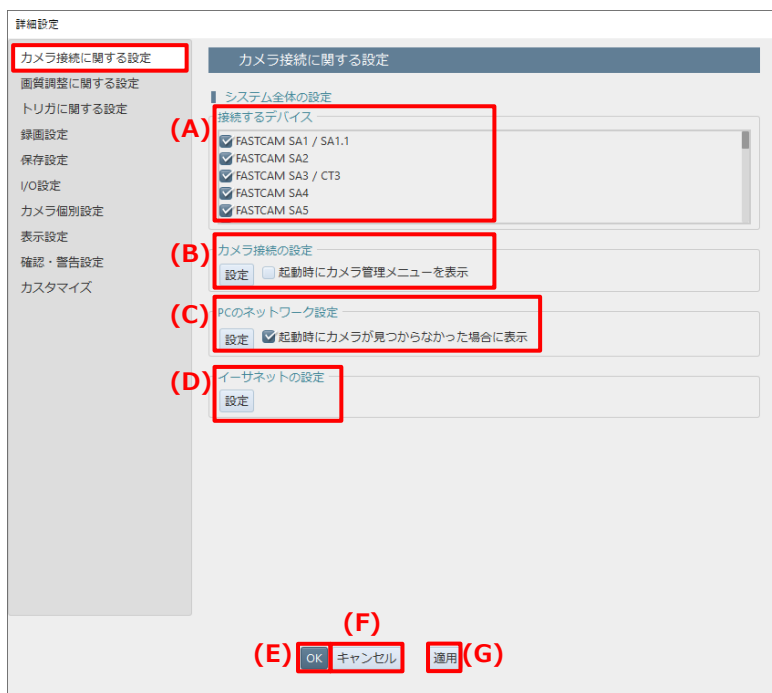 詳細設定
カメラ接続に関する設定
画質調整に関する設定
トリガに関する設定
録画設定
保存設定
I/O設定
カメラ個別設定
表示設定
確認・警告設定
カスタマイズ
カメラ接続に関する設定
システム全体の設定
(A)
接続するデバイス
FASTCAM SA1 / SA1.1
FASTCAM SA2
FASTCAM SA3 / CT3
FASTCAM SA4
FASTCAM SA5
(B)
カメラ接続の設定
設定 起動時にカメラ管理メニューを表示
(C)
PCのネットワーク設定
設定 起動時にカメラが見つからなかった場合に表示
(D)
イーサネットの設定
設定
(F)
(E) OK キャンセル 適用 (G)